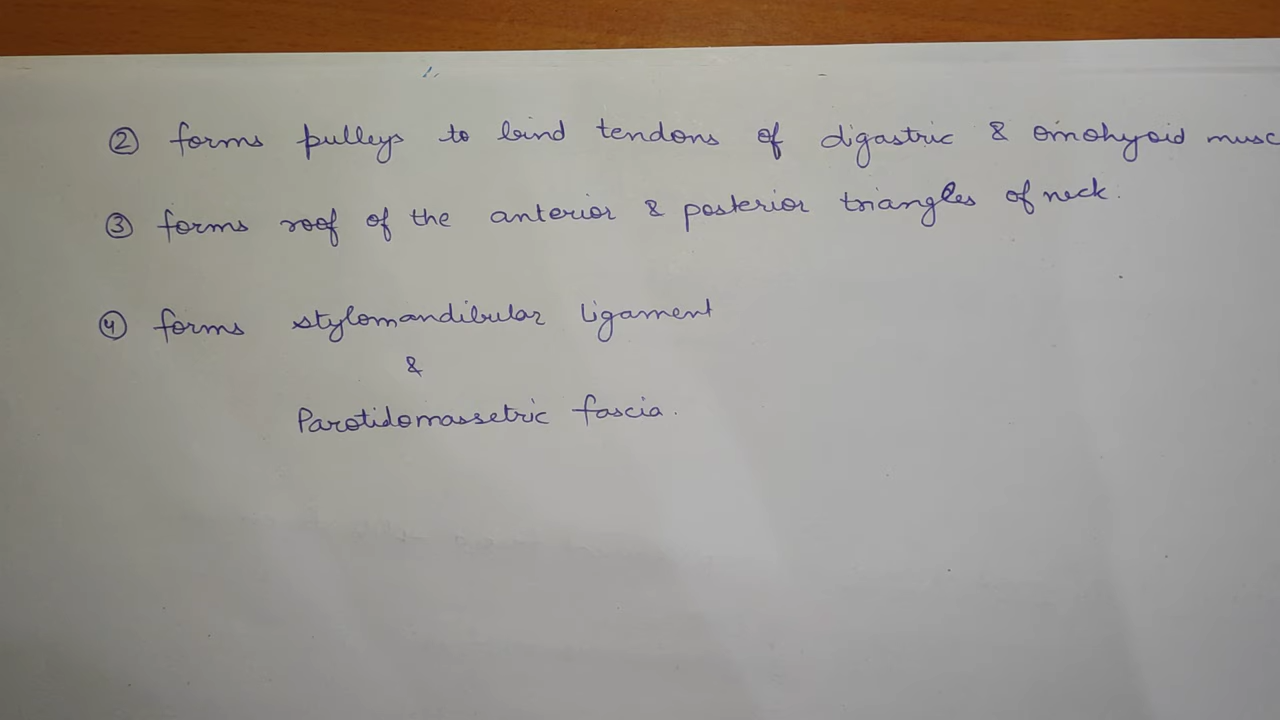 ② forms pulleys to bind tendons of digastric & omohyoid musc
③ forms roof of the anterior & posterior triangles of neck.
④ forms stylomandibular ligament
&
Parotidomassetric fascia.